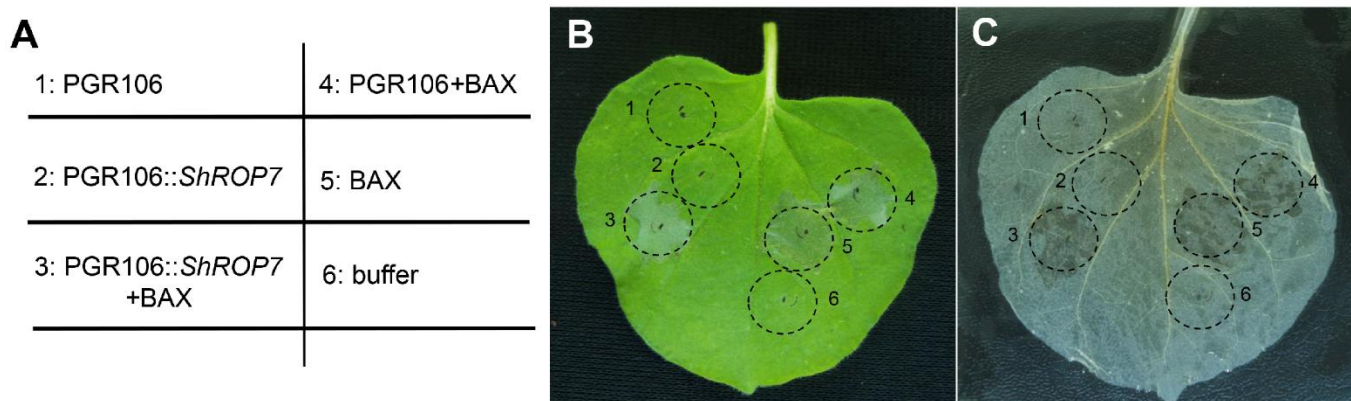 A
1: PGR106
4: PGR106+BAX
2: PGR106::ShROP7
5: BAX
3: PGR106::ShROP7
+BAX
6: buffer
B
1
2
3
4
5
6
C
1
2
3
4
5
6